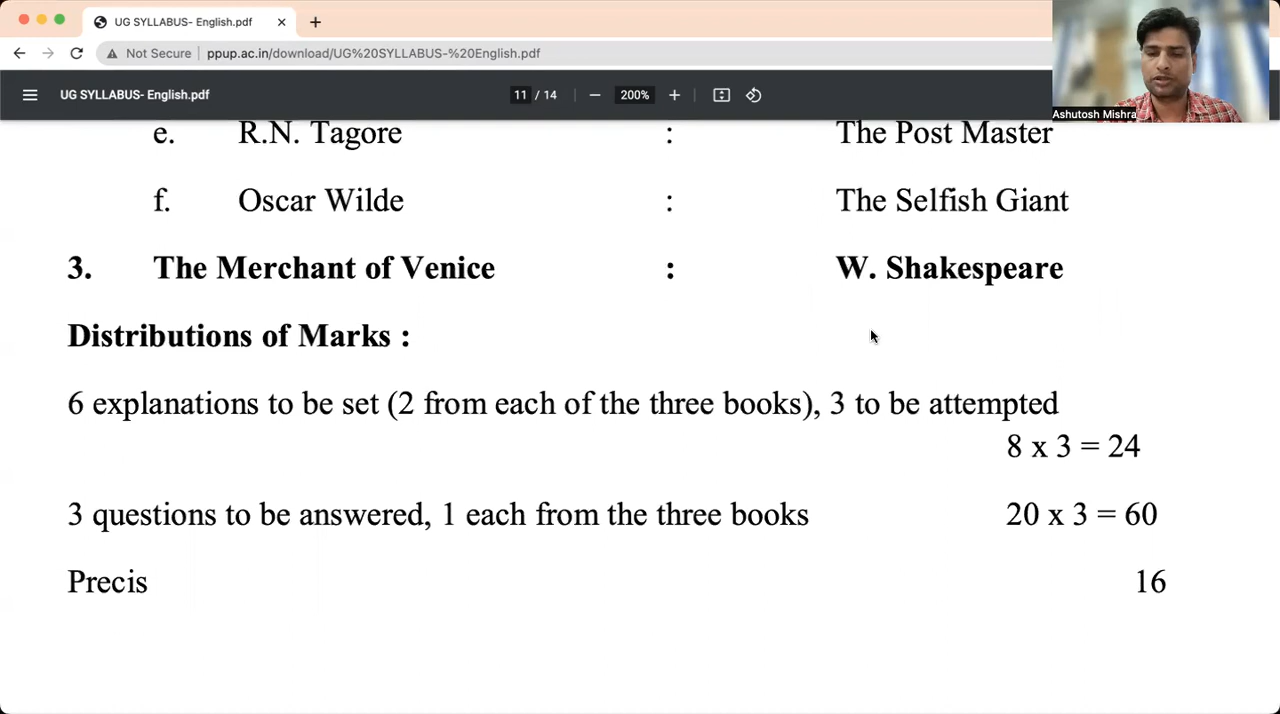 UG SYLLABUS- English.pdf
Not Secure ppup.ac.in/download/UG%20SYLLABUS-%20English.pdf
UG SYLLABUS- English.pdf 11 / 14 200%
Ashutosh Mishra
e. R.N. Tagore : The Post Master
f. Oscar Wilde : The Selfish Giant
3. The Merchant of Venice : W. Shakespeare
Distributions of Marks :
6 explanations to be set (2 from each of the three books), 3 to be attempted
8 x 3 = 24
3 questions to be answered, 1 each from the three books 20 x 3 = 60
Precis 16